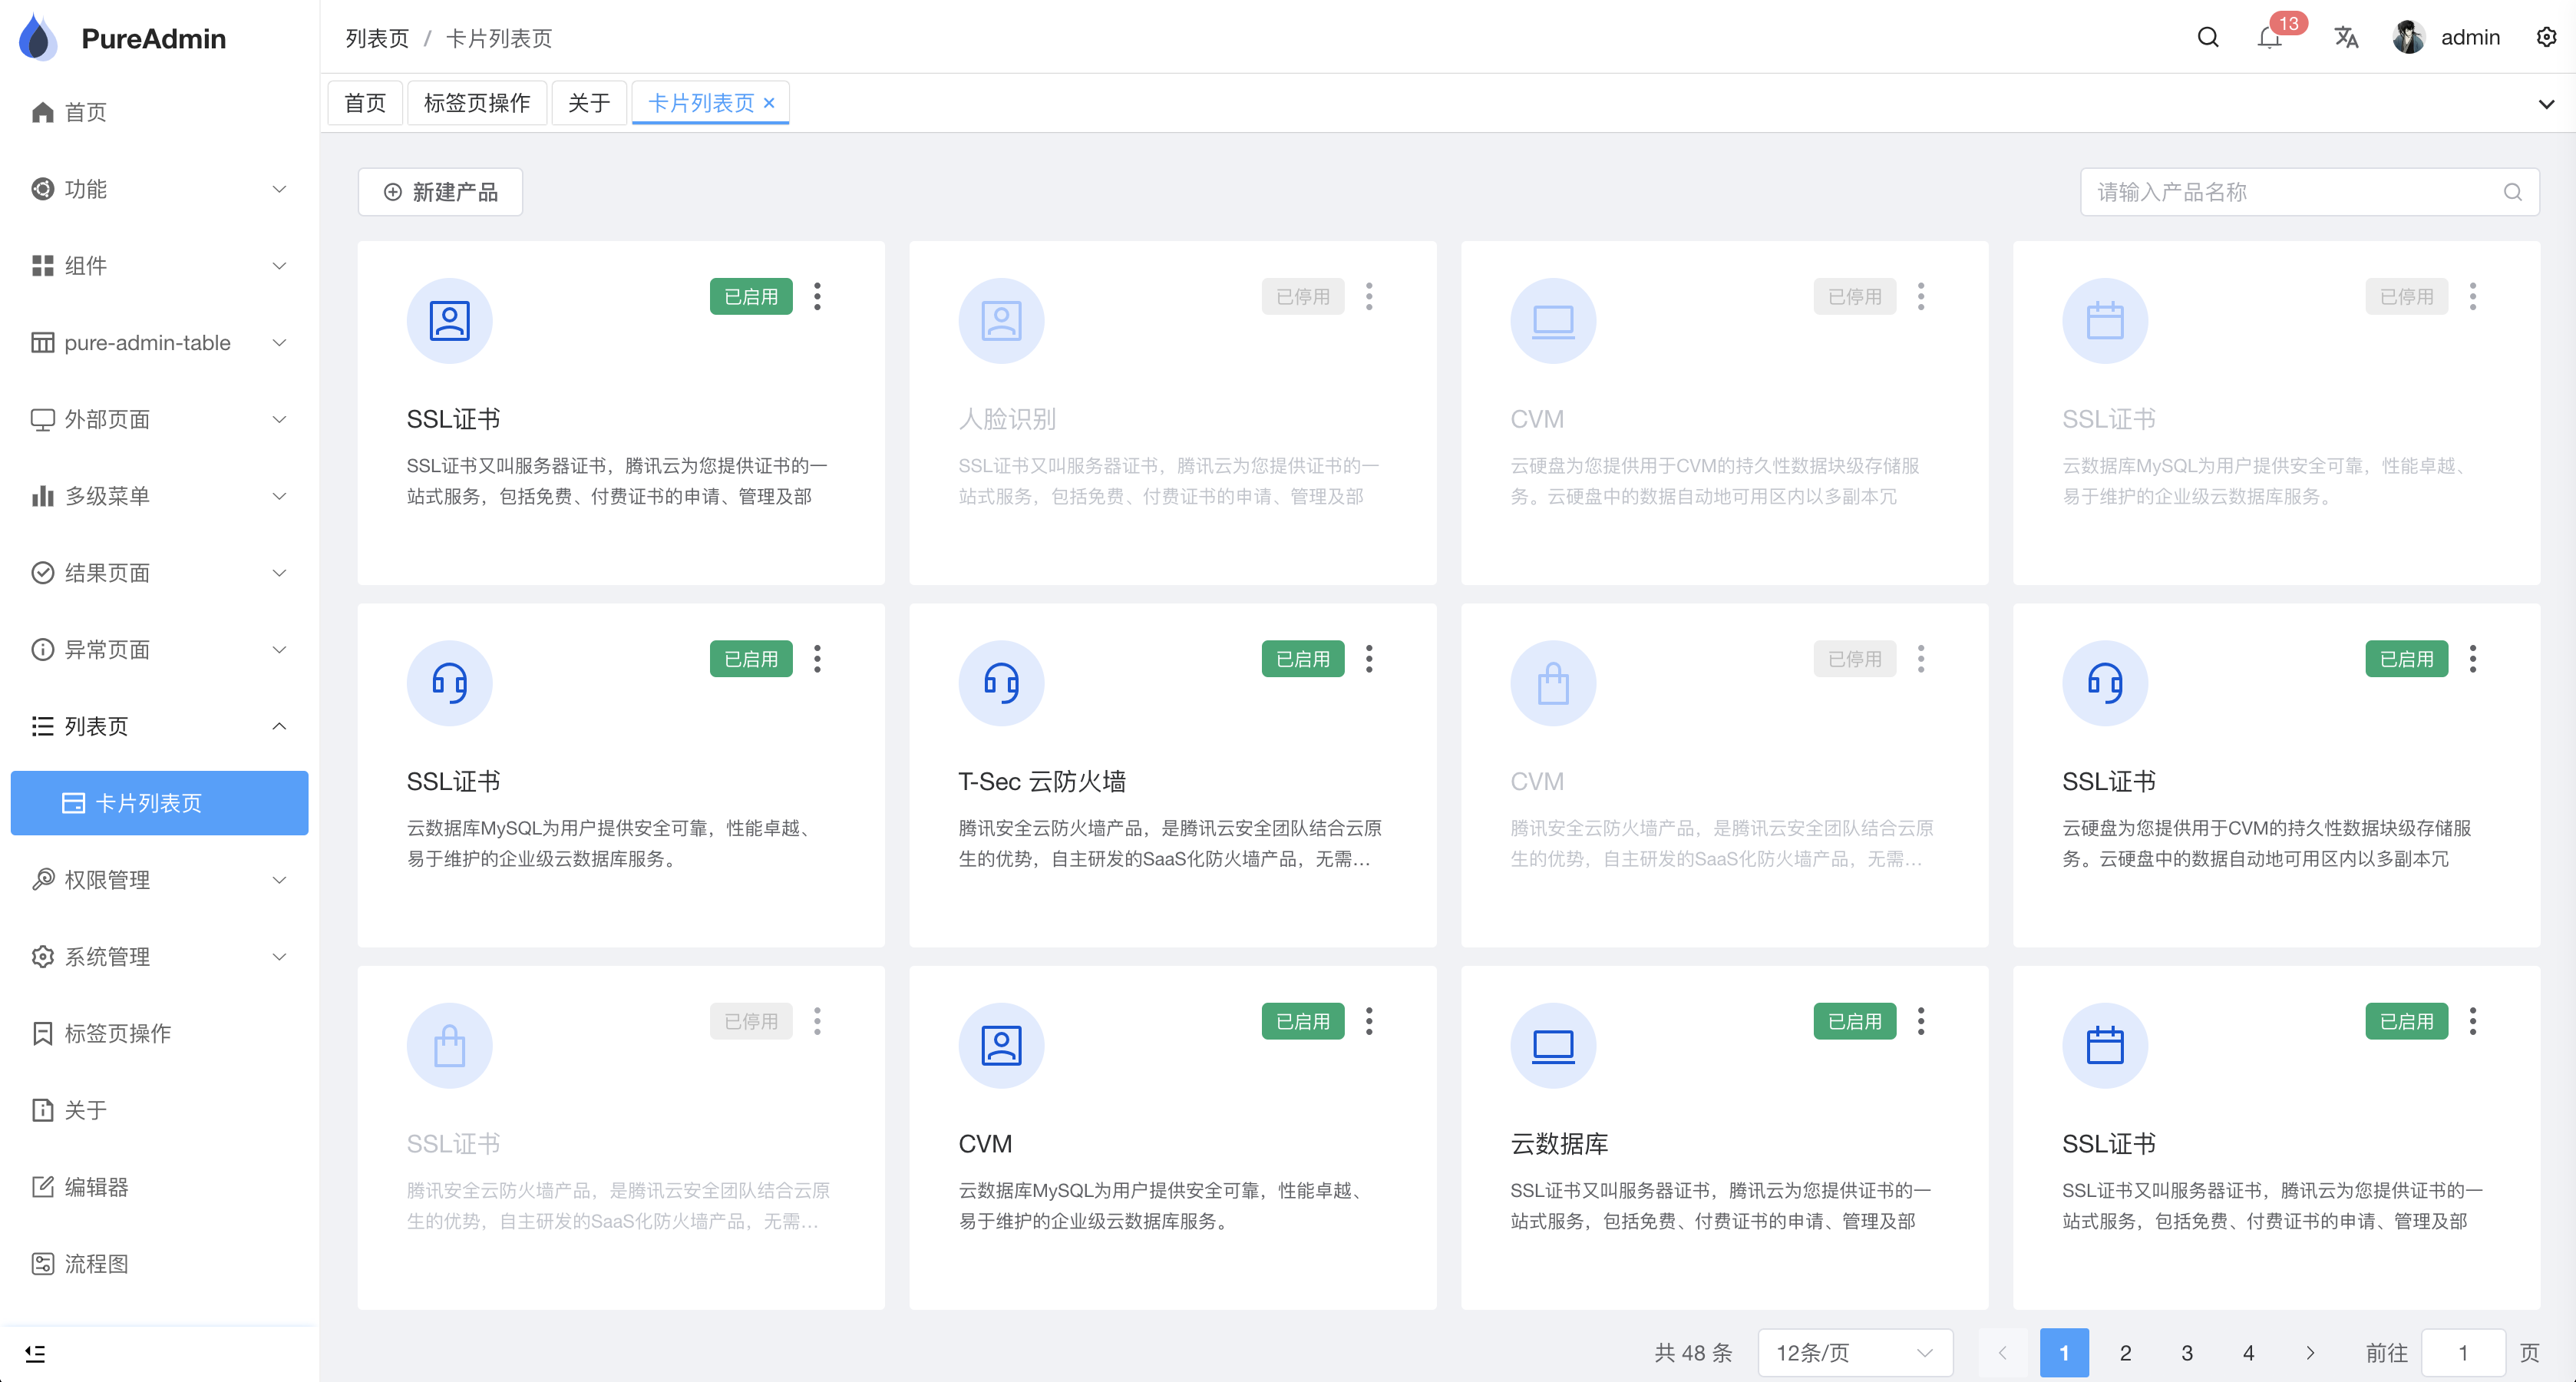 PureAdmin
首页
功能
组件
pure-admin-table
外部页面
多级菜单
结果页面
异常页面
列表页
卡片列表页
权限管理
系统管理
标签页操作
关于
编辑器
流程图
列表页 / 卡片列表页
13
admin
首页
标签页操作
关于
卡片列表页
新建产品
请输入产品名称
已启用
SSL证书
SSL证书又叫服务器证书，腾讯云为您提供证书的一
站式服务，包括免费、付费证书的申请、管理及部
已停用
人脸识别
SSL证书又叫服务器证书，腾讯云为您提供证书的一
站式服务，包括免费、付费证书的申请、管理及部
已停用
CVM
云硬盘为您提供用于CVM的持久性数据块级存储服
务。云硬盘中的数据自动地可用区内以多副本冗
已停用
SSL证书
云数据库MySQL为用户提供安全可靠，性能卓越、
易于维护的企业级云数据库服务。
已启用
SSL证书
云数据库MySQL为用户提供安全可靠，性能卓越、
易于维护的企业级云数据库服务。
已启用
T-Sec 云防火墙
腾讯安全云防火墙产品，是腾讯云安全团队结合云原
生的优势，自主研发的SaaS化防火墙产品，无需...
已停用
CVM
腾讯安全云防火墙产品，是腾讯云安全团队结合云原
生的优势，自主研发的SaaS化防火墙产品，无需...
已启用
SSL证书
云硬盘为您提供用于CVM的持久性数据块级存储服
务。云硬盘中的数据自动地可用区内以多副本冗
已停用
SSL证书
腾讯安全云防火墙产品，是腾讯云安全团队结合云原
生的优势，自主研发的SaaS化防火墙产品，无需...
已启用
CVM
云数据库MySQL为用户提供安全可靠，性能卓越、
易于维护的企业级云数据库服务。
已启用
云数据库
SSL证书又叫服务器证书，腾讯云为您提供证书的一
站式服务，包括免费、付费证书的申请、管理及部
已启用
SSL证书
SSL证书又叫服务器证书，腾讯云为您提供证书的一
站式服务，包括免费、付费证书的申请、管理及部
共 48 条 12条/页 1 2 3 4 前往 1 页